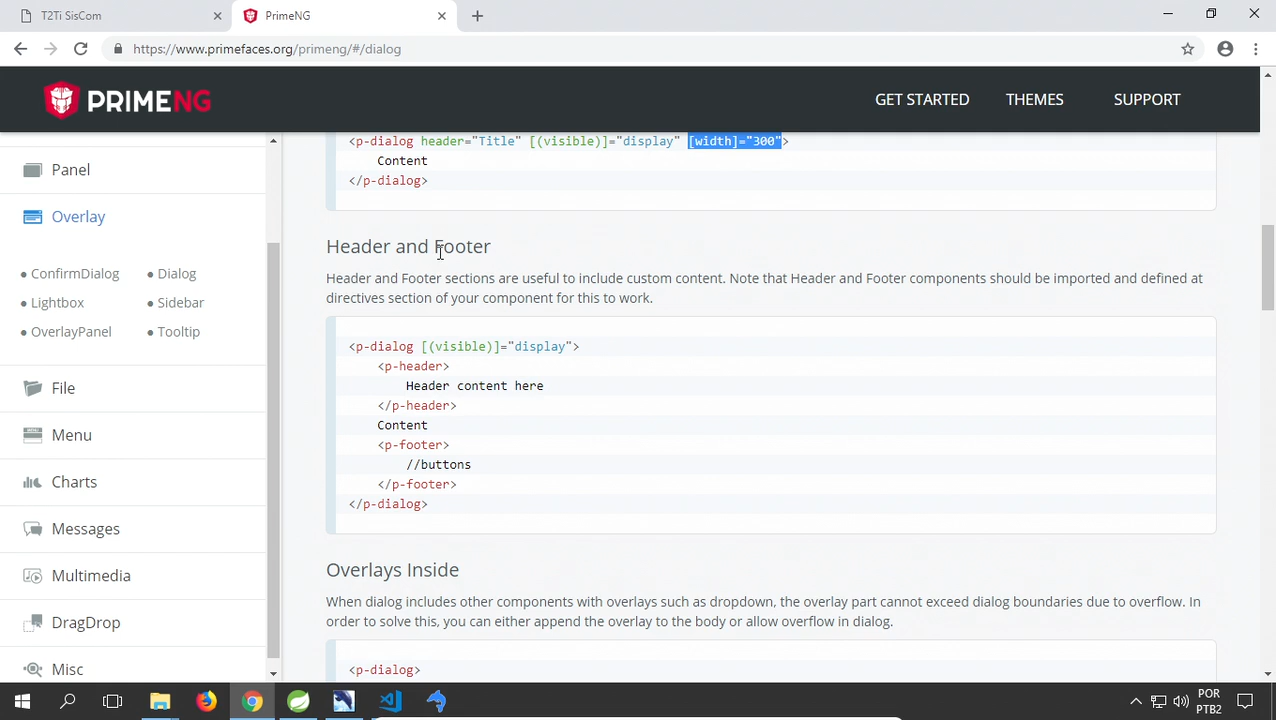 T2Ti SisCom
PrimeNG
https://www.primefaces.org/primeng/#/dialog
PRIMENG
GET STARTED
THEMES
SUPPORT
Panel
Overlay
ConfirmDialog
Dialog
Lightbox
Sidebar
OverlayPanel
Tooltip
File
Menu
Charts
Messages
Multimedia
DragDrop
Misc
<p-dialog header="Title" [(visible)]="display" [width]="300">
Content
</p-dialog>
Header and Footer
Header and Footer sections are useful to include custom content. Note that Header and Footer components should be imported and defined at
directives section of your component for this to work.
<p-dialog [(visible)]="display">
<p-header>
Header content here
</p-header>
Content
<p-footer>
//buttons
</p-footer>
</p-dialog>
Overlays Inside
When dialog includes other components with overlays such as dropdown, the overlay part cannot exceed dialog boundaries due to overflow. In
order to solve this, you can either append the overlay to the body or allow overflow in dialog.
<p-dialog>
POR
PTB2